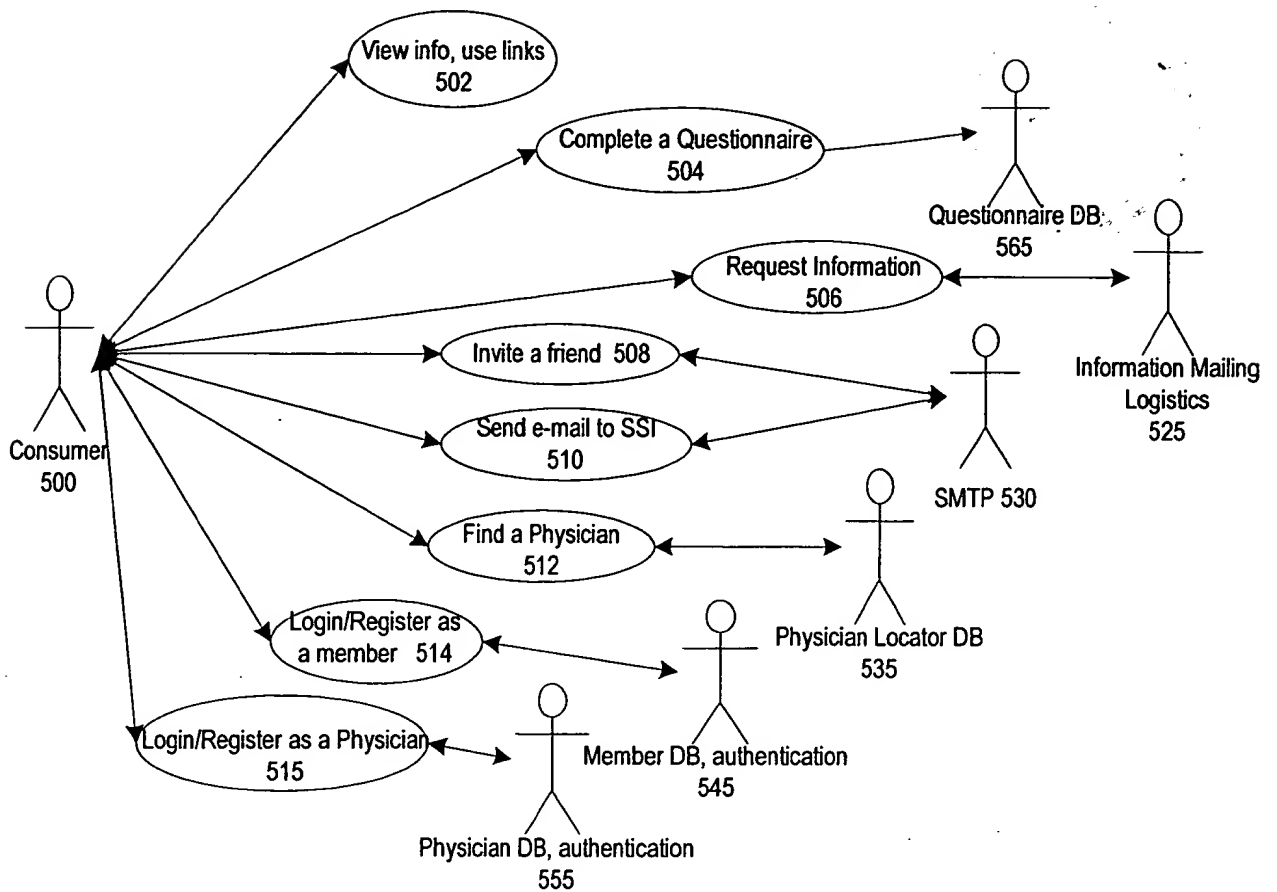 View info, use links
502
Complete a Questionnaire
504
Questionnaire DB
565
Request Information
506
Information Mailing
Logistics
525
Invite a friend 508
Send e-mail to SSI
510
SMTP 530
Consumer
500
Find a Physician
512
Physician Locator DB
535
Login/Register as
a member 514
Member DB, authentication
545
Login/Register as a Physician
515
Physician DB, authentication
555